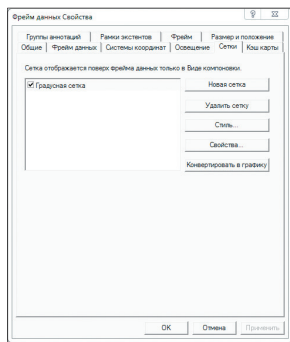 Фрейм данных Свойства
Группы аннотаций Рамки экстентов Фрейм Размер и положение
Общие Фрейм данных Системы координат Освещение Сетки Кэш карты
Сетка отображается поверх фрейма данных только в Виде компоновки.
Градусная сетка
Новая сетка
Удалить сетку
Стиль...
Свойства...
Конвертировать в графику
ОК Отмена Применить